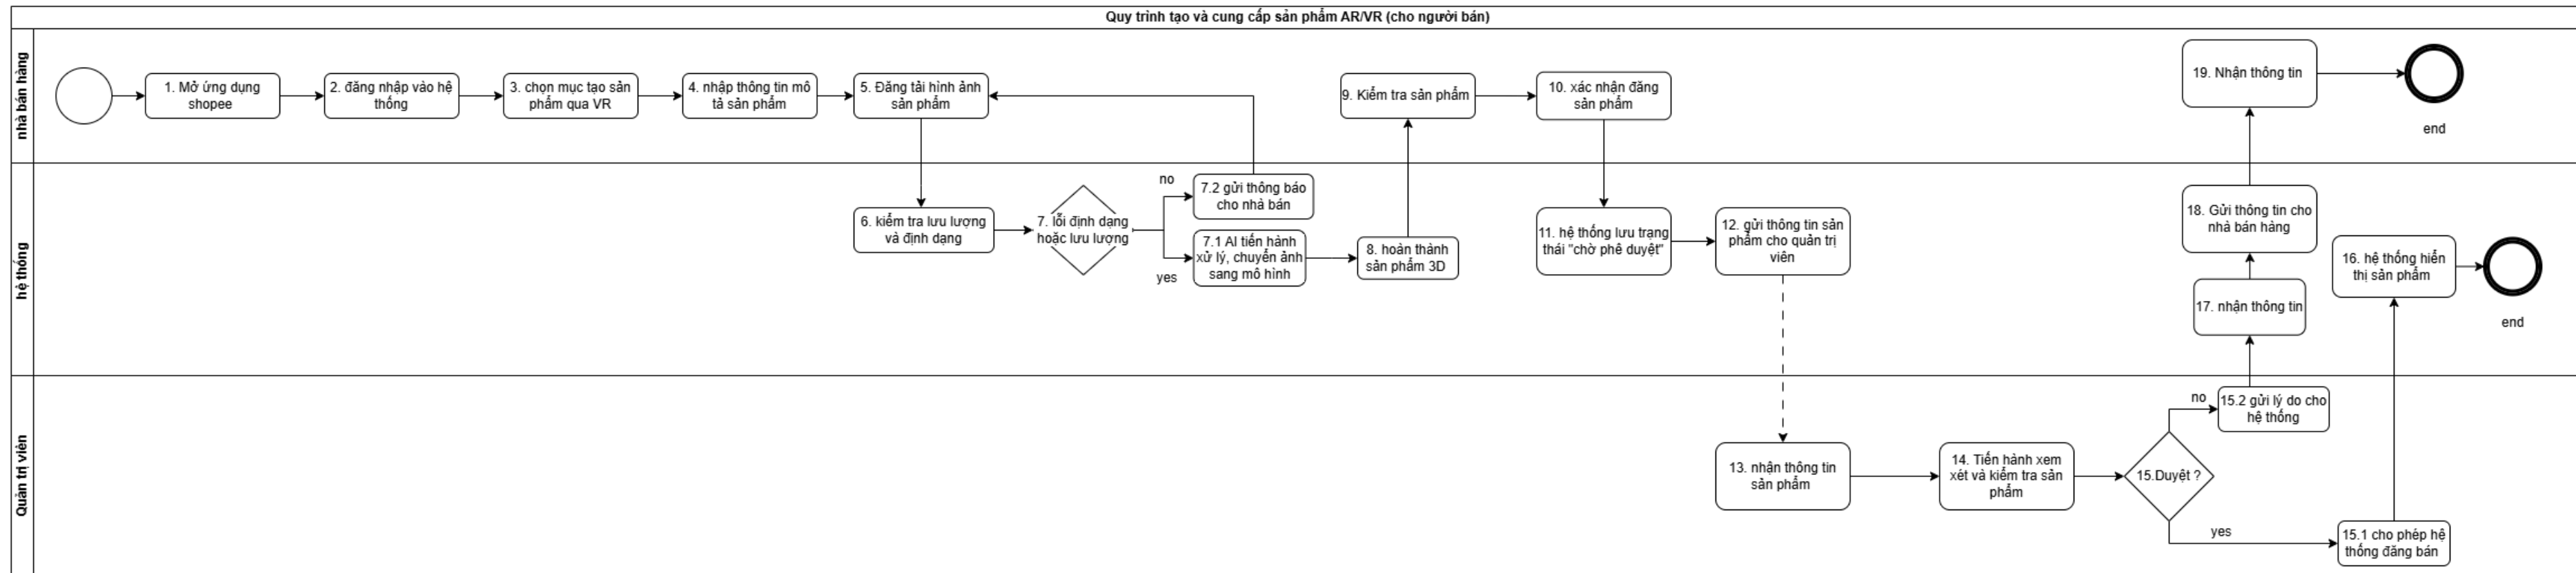 Quy trình tạo và cung cấp sản phẩm AR/VR (cho người bán)
nhà bán hàng
1. Mở ứng dụng
shopee
2. đăng nhập vào hệ
thống
3. chọn mục tạo sản
phẩm qua VR
4. nhập thông tin mô
tả sản phẩm
5. Đăng tải hình ảnh
sản phẩm
9. Kiểm tra sản phẩm
10. xác nhận đăng
sản phẩm
19. Nhận thông tin
end
hệ thống
6. kiểm tra lưu lượng
và định dạng
7. lỗi định dạng
hoặc lưu lượng
no
7.2 gửi thông báo
cho nhà bán
yes
7.1 AI tiến hành
xử lý, chuyển ảnh
sang mô hình
8. hoàn thành
sản phẩm 3D
11. hệ thống lưu trạng
thái "chờ phê duyệt"
12. gửi thông tin sản
phẩm cho quản trị
viên
18. Gửi thông tin cho
nhà bán hàng
17. nhận thông tin
16. hệ thống hiển
thị sản phẩm
end
Quản trị viên
13. nhận thông tin
sản phẩm
14. Tiến hành xem
xét và kiểm tra sản
phẩm
15.Duyệt ?
no
15.2 gửi lý do cho
hệ thống
yes
15.1 cho phép hệ
thống đăng bán